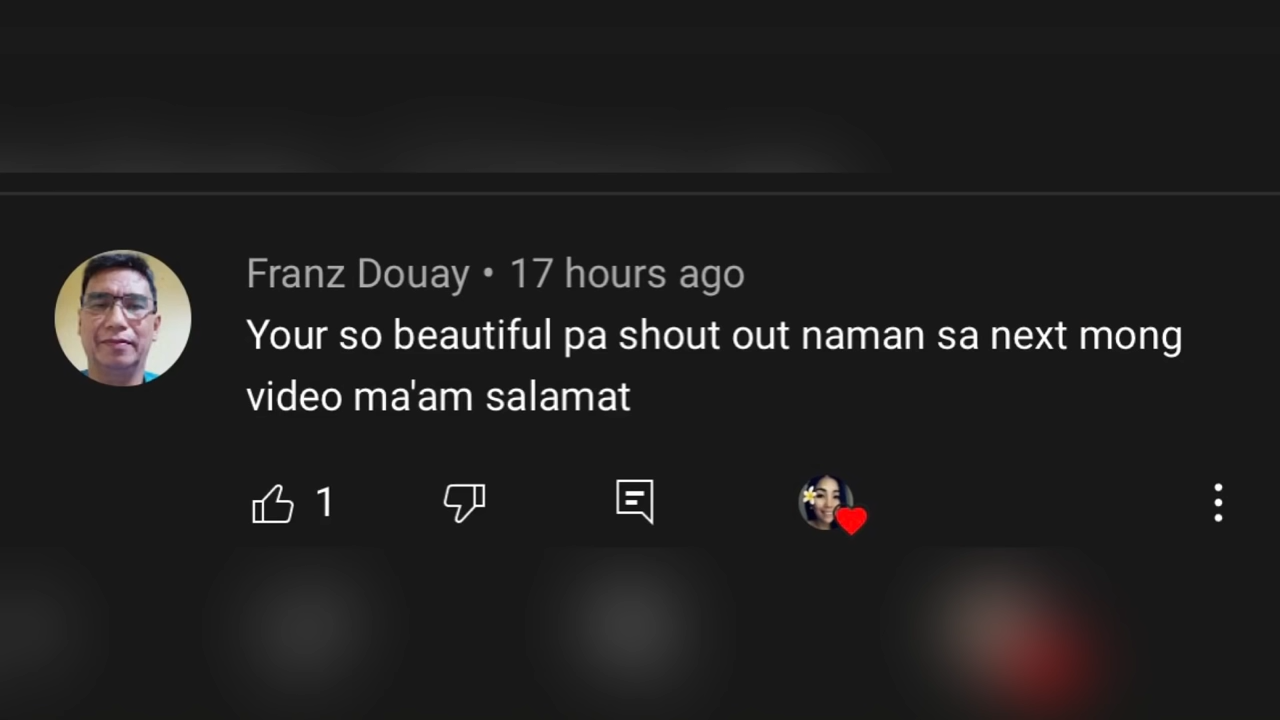 Franz Douay • 17 hours ago
Your so beautiful pa shout out naman sa next mong
video ma'am salamat
1